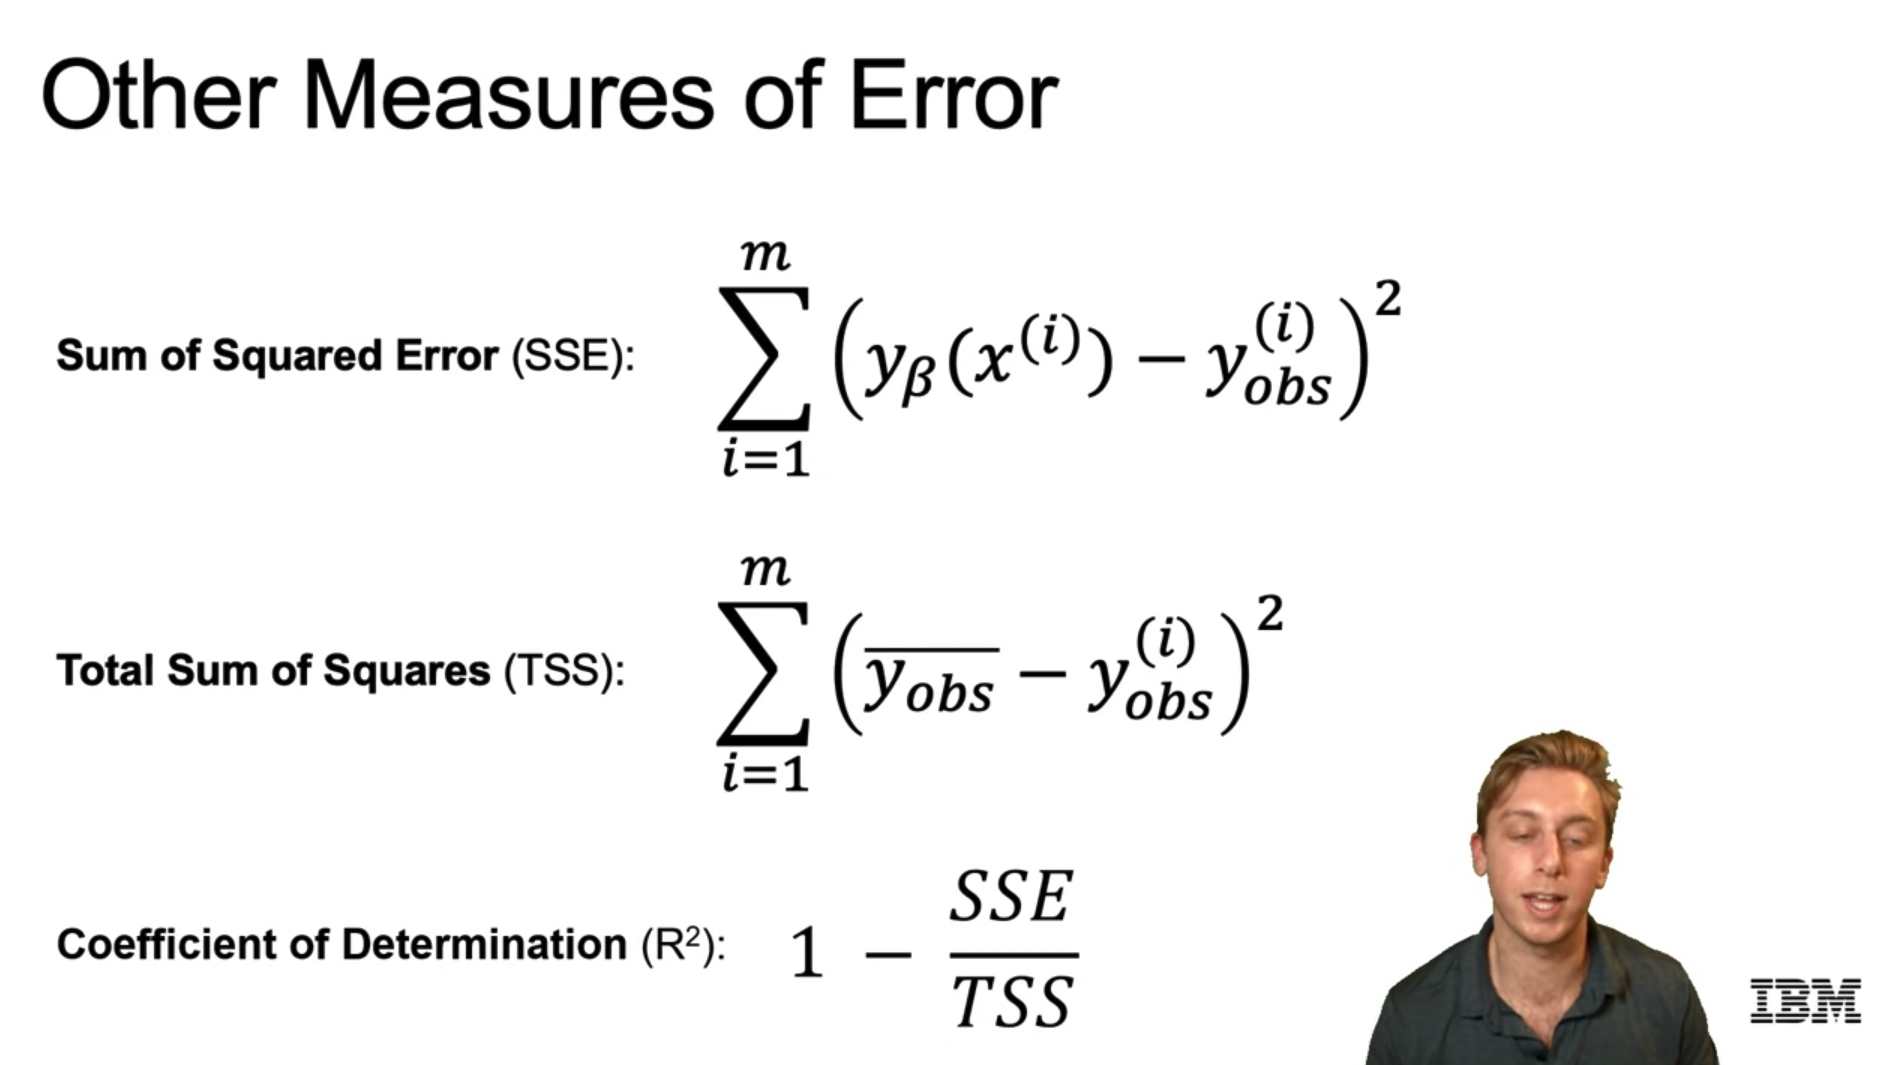 Other Measures of Error
Sum of Squared Error (SSE): $\sum_{i=1}^{m} \left( y_\beta(x^{(i)}) - y_{obs}^{(i)} \right)^2$
Total Sum of Squares (TSS): $\sum_{i=1}^{m} \left( \overline{y_{obs}} - y_{obs}^{(i)} \right)^2$
Coefficient of Determination (R²): $1 - \frac{SSE}{TSS}$
IBM